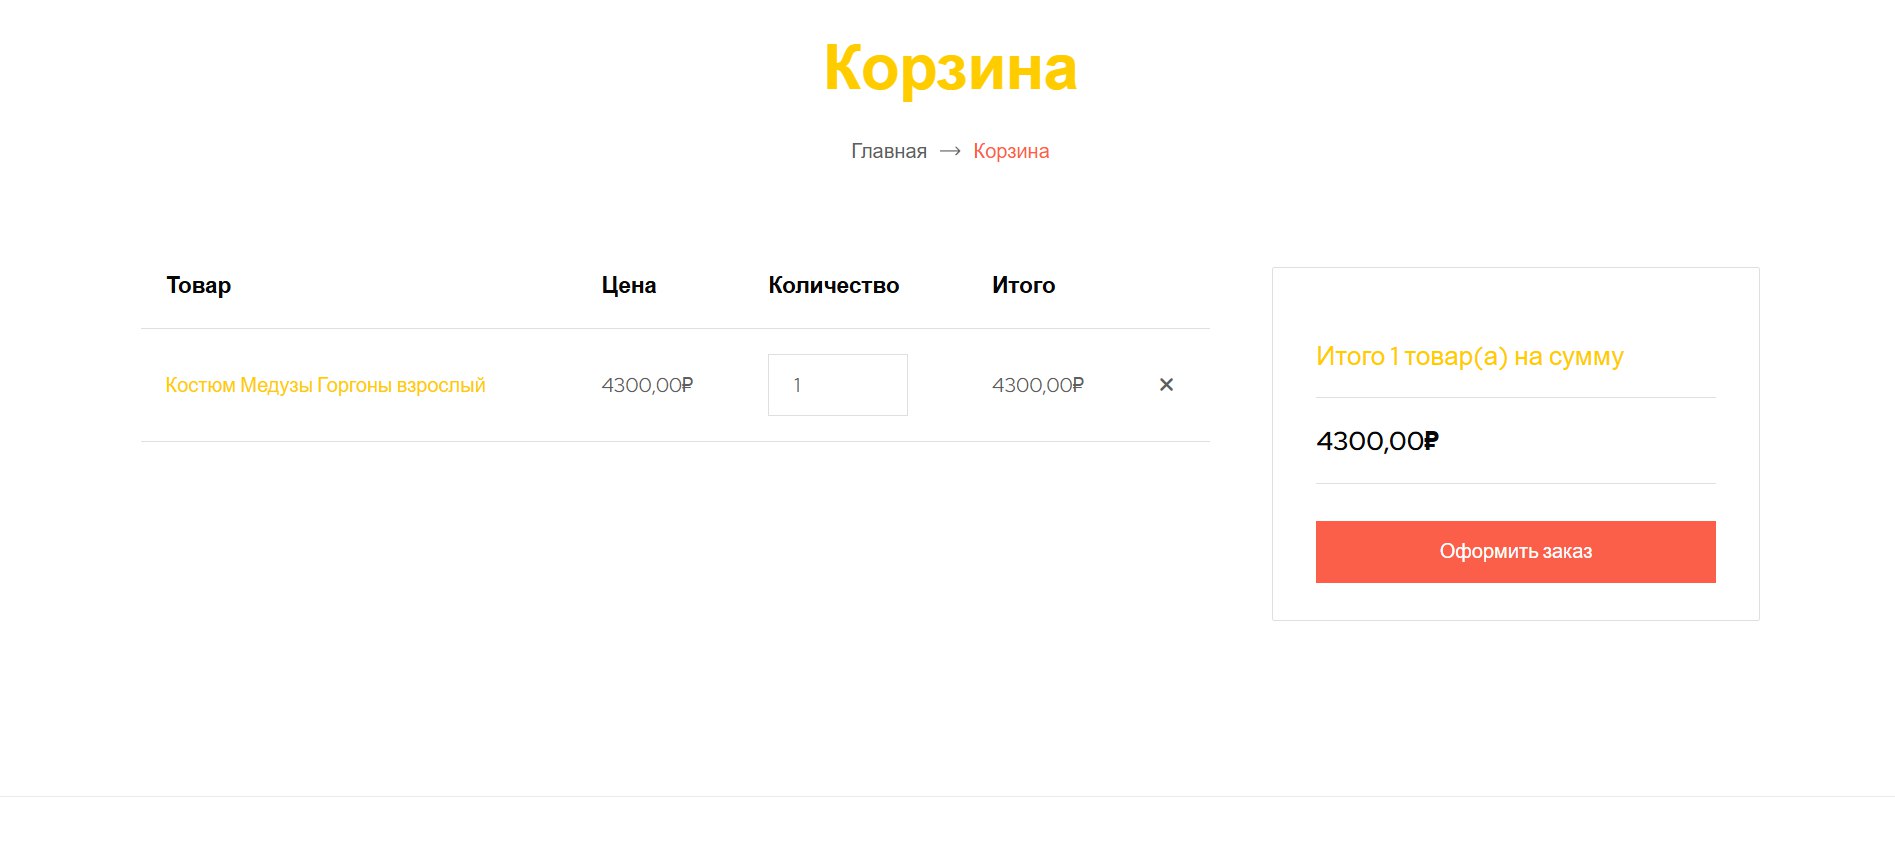 Корзина
Главная → Корзина
Товар Цена Количество Итого
Костюм Медузы Горгоны взрослый 4300,00₽ 1 4300,00₽ ×
Итого 1 товар(а) на сумму
4300,00₽
Оформить заказ